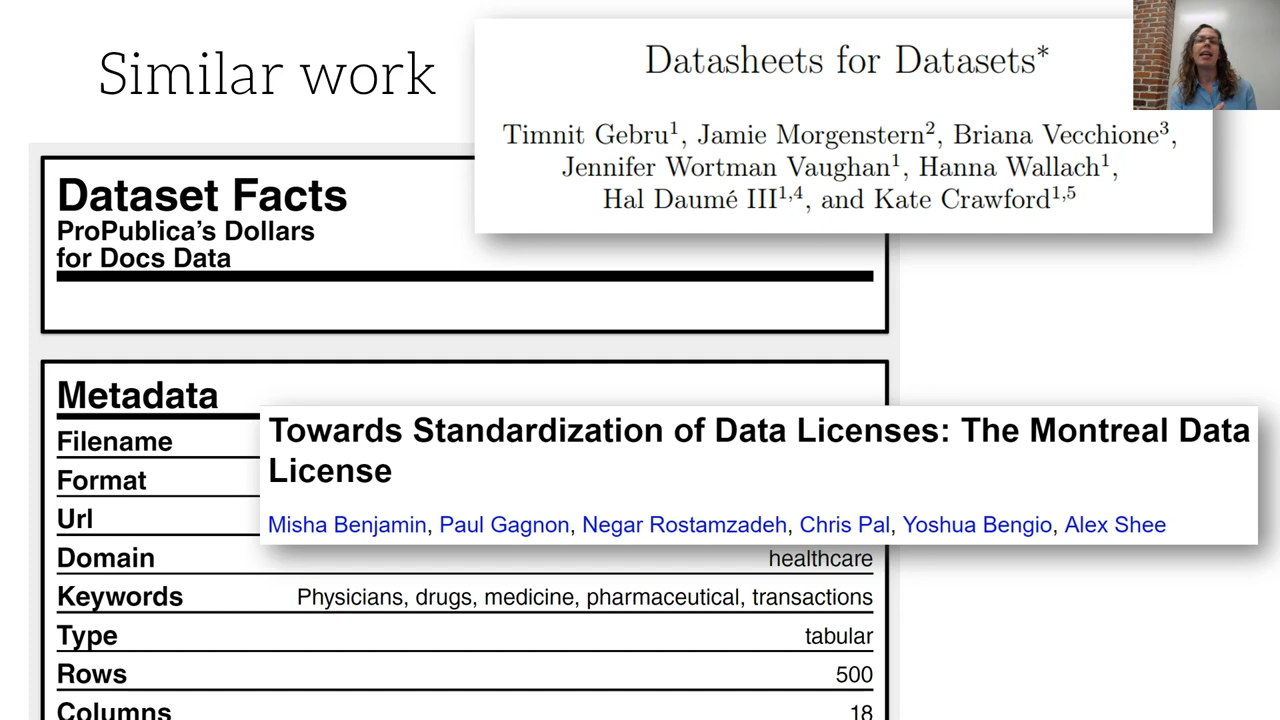 Similar work
Datasheets for Datasets*
Timnit Gebru1, Jamie Morgenstern2, Briana Vecchione3,
Jennifer Wortman Vaughan1, Hanna Wallach1,
Hal Daumé III1,4, and Kate Crawford1,5
Dataset Facts
ProPublica's Dollars
for Docs Data
Metadata
Filename
Format
Url
Towards Standardization of Data Licenses: The Montreal Data
License
Misha Benjamin, Paul Gagnon, Negar Rostamzadeh, Chris Pal, Yoshua Bengio, Alex Shee
Domain healthcare
Keywords Physicians, drugs, medicine, pharmaceutical, transactions
Type tabular
Rows 500
Columns 18